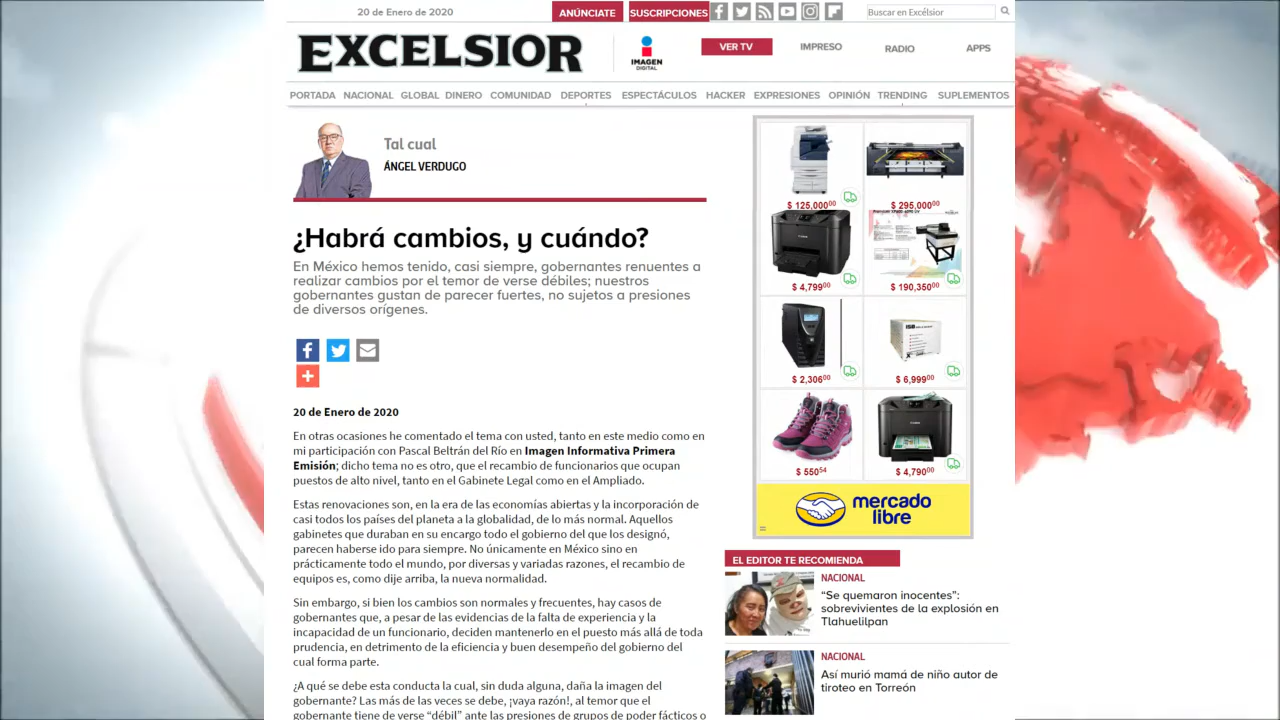 20 de Enero de 2020
ANÚNCIATE
SUSCRIPCIONES
Buscar en Excélsior
EXCELSIOR
IMAGEN
DIGITAL
VER TV
IMPRESO
RADIO
APPS
PORTADA NACIONAL GLOBAL DINERO COMUNIDAD DEPORTES ESPECTÁCULOS HACKER EXPRESIONES OPINIÓN TRENDING SUPLEMENTOS
Tal cual
ÁNGEL VERDUGO
¿Habrá cambios, y cuándo?
En México hemos tenido, casi siempre, gobernantes renuentes a
realizar cambios por el temor de verse débiles; nuestros
gobernantes gustan de parecer fuertes, no sujetos a presiones
de diversos orígenes.
20 de Enero de 2020
En otras ocasiones he comentado el tema con usted, tanto en este medio como en
mi participación con Pascal Beltrán del Río en Imagen Informativa Primera
Emisión; dicho tema no es otro, que el recambio de funcionarios que ocupan
puestos de alto nivel, tanto en el Gabinete Legal como en el Ampliado.
Estas renovaciones son, en la era de las economías abiertas y la incorporación de
casi todos los países del planeta a la globalidad, de lo más normal. Aquellos
gabinetes que duraban en su encargo todo el gobierno del que los designó,
parecen haberse ido para siempre. No únicamente en México sino en
prácticamente todo el mundo, por diversas y variadas razones, el recambio de
equipos es, como dije arriba, la nueva normalidad.
Sin embargo, si bien los cambios son normales y frecuentes, hay casos de
gobernantes que, a pesar de las evidencias de la falta de experiencia y la
incapacidad de un funcionario, deciden mantenerlo en el puesto más allá de toda
prudencia, en detrimento de la eficiencia y buen desempeño del gobierno del
cual forma parte.
¿A qué se debe esta conducta la cual, sin duda alguna, daña la imagen del
gobernante? Las más de las veces se debe, ¡vaya razón!, al temor que el
gobernante tiene de verse “débil” ante las presiones de grupos de poder fácticos o
$ 125,000 00
$ 295,000 00
$ 4,799 00
$ 190,350 00
$ 2,306 00
ISB
$ 6,999 00
$ 550 54
$ 4,790 00
mercado
libre
EL EDITOR TE RECOMIENDA
NACIONAL
“Se quemaron inocentes”:
sobrevivientes de la explosión en
Tlahuelilpan
NACIONAL
Así murió mamá de niño autor de
tiroteo en Torreón